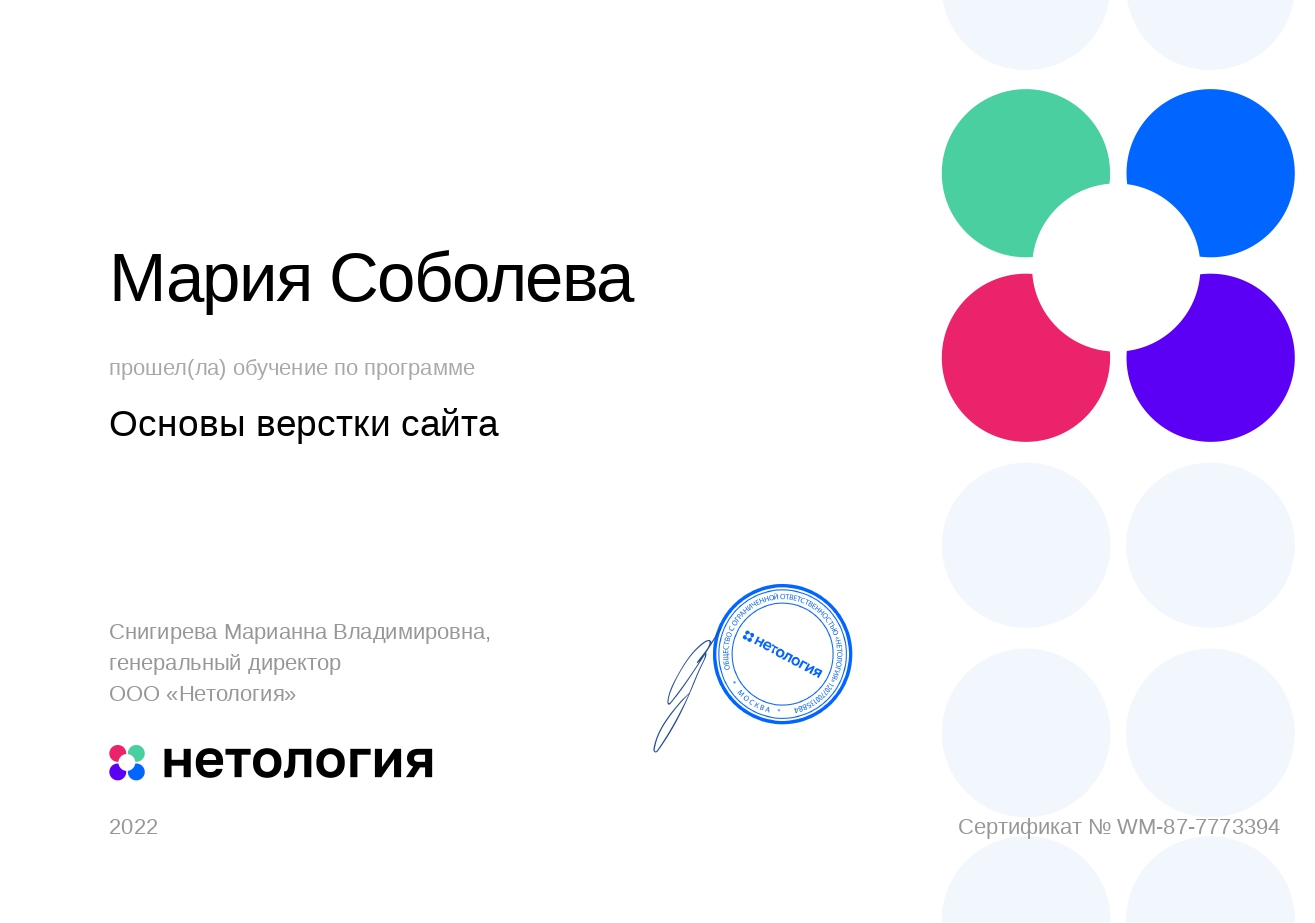 Мария Соболева
прошел(ла) обучение по программе
Основы верстки сайта
Снигирева Марианна Владимировна,
генеральный директор
ООО «Нетология»
ОБЩЕСТВО С ОГРАНИЧЕННОЙ ОТВЕТСТВЕННОСТЬЮ «НЕТОЛОГИЯ»
* МОСКВА *
нетология
нетология
2022
Сертификат № WM-87-7773394